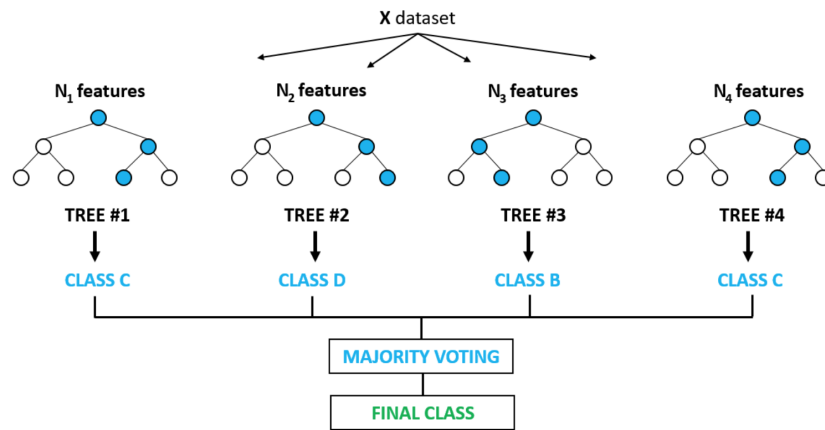 X dataset
N₁ features N₂ features N₃ features N₄ features
TREE #1 TREE #2 TREE #3 TREE #4
CLASS C CLASS D CLASS B CLASS C
MAJORITY VOTING
FINAL CLASS